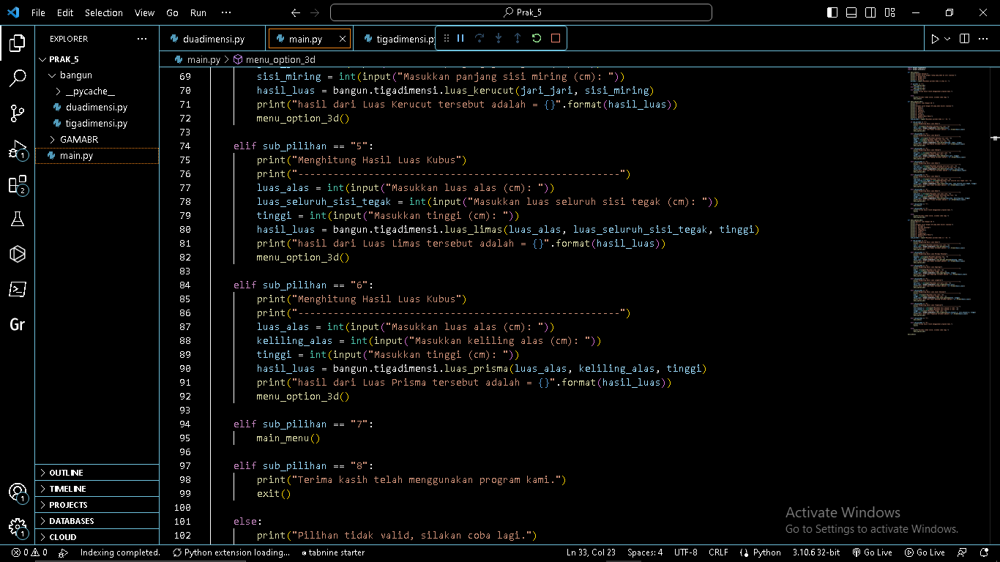 File Edit Selection View Go Run ··· Prak_5
EXPLORER ···
PRAK_5
bangun
__pycache__
duadimensi.py
tigadimensi.py
GAMABR
main.py
OUTLINE
TIMELINE
PROJECTS
DATABASES
CLOUD
1
2
Gr
1
1
duadimensi.py main.py tigadimensi.py
main.py > menu_option_3d
69 sisi_miring = int(input("Masukkan panjang sisi miring (cm): "))
70 hasil_luas = bangun.tigadimensi.luas_kerucut(jari_jari, sisi_miring)
71 print("hasil dari Luas Kerucut tersebut adalah = {}".format(hasil_luas))
72 menu_option_3d()
73
74 elif sub_pilihan == "5":
75 print("Menghitung Hasil Luas Kubus")
76 print("-------------------------------------------------------")
77 luas_alas = int(input("Masukkan luas alas (cm): "))
78 luas_seluruh_sisi_tegak = int(input("Masukkan luas seluruh sisi tegak (cm): "))
79 tinggi = int(input("Masukkan tinggi (cm): "))
80 hasil_luas = bangun.tigadimensi.luas_limas(luas_alas, luas_seluruh_sisi_tegak, tinggi)
81 print("hasil dari Luas Limas tersebut adalah = {}".format(hasil_luas))
82 menu_option_3d()
83
84 elif sub_pilihan == "6":
85 print("Menghitung Hasil Luas Kubus")
86 print("-------------------------------------------------------")
87 luas_alas = int(input("Masukkan luas alas (cm): "))
88 keliling_alas = int(input("Masukkan keliling alas (cm): "))
89 tinggi = int(input("Masukkan tinggi (cm): "))
90 hasil_luas = bangun.tigadimensi.luas_prisma(luas_alas, keliling_alas, tinggi)
91 print("hasil dari Luas Prisma tersebut adalah = {}".format(hasil_luas))
92 menu_option_3d()
93
94 elif sub_pilihan == "7":
95 main_menu()
96
97 elif sub_pilihan == "8":
98 print("Terima kasih telah menggunakan program kami.")
99 exit()
100
101 else:
102 print("Pilihan tidak valid, silakan coba lagi.")
Activate Windows
Go to Settings to activate Windows.
0 0 Indexing completed. Python extension loading... tabnine starter Ln 33, Col 23 Spaces: 4 UTF-8 CRLF Python 3.10.6 32-bit Go Live Go Live